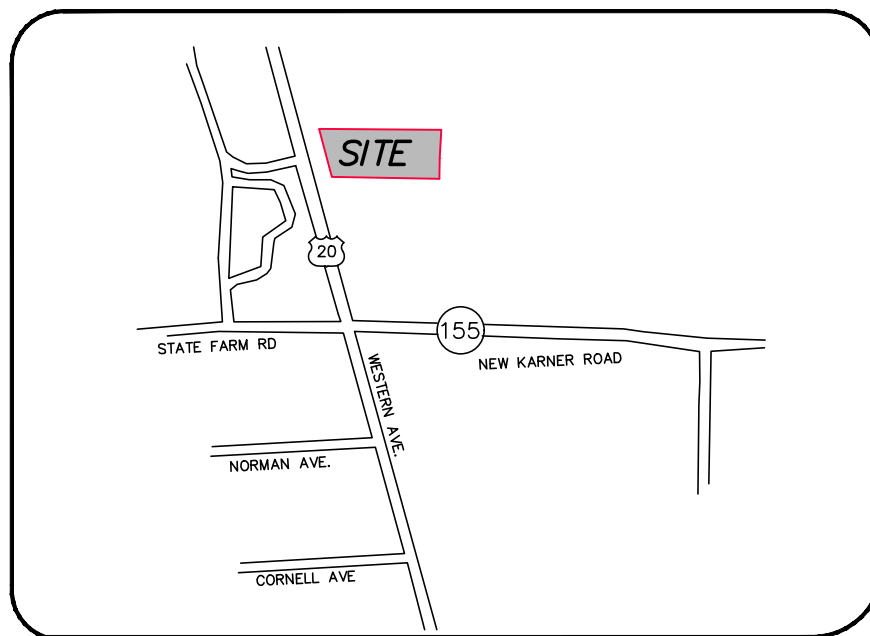 SITE
20
155
STATE FARM RD
NEW KARNER ROAD
WESTERN AVE.
NORMAN AVE.
CORNELL AVE